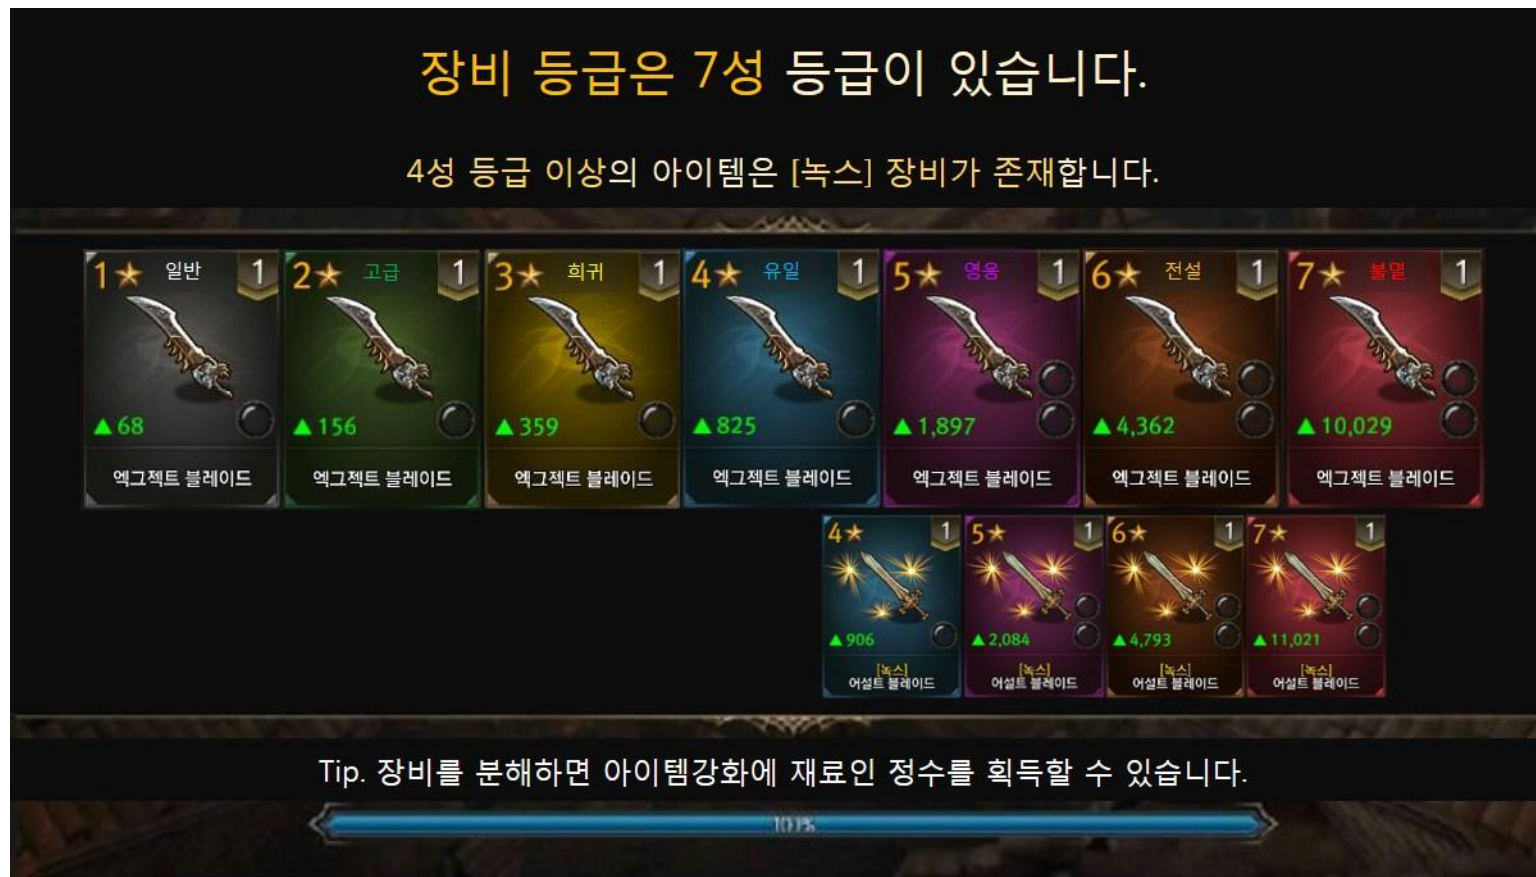 장비 등급은 7성 등급이 있습니다.
4성 등급 이상의 아이템은 [녹스] 장비가 존재합니다.
1★ 일반 1
2★ 고급 1
3★ 희귀 1
4★ 유일 1
5★ 영웅 1
6★ 전설 1
7★ 불멸 1
▲68
▲156
▲359
▲825
▲1,897
▲4,362
▲10,029
엑그젝트 블레이드
엑그젝트 블레이드
엑그젝트 블레이드
엑그젝트 블레이드
엑그젝트 블레이드
엑그젝트 블레이드
엑그젝트 블레이드
4★ 1
5★ 1
6★ 1
7★ 1
▲906
▲2,084
▲4,793
▲11,021
[녹스]
어설트 블레이드
[녹스]
어설트 블레이드
[녹스]
어설트 블레이드
[녹스]
어설트 블레이드
Tip. 장비를 분해하면 아이템강화에 재료인 정수를 획득할 수 있습니다.
100%